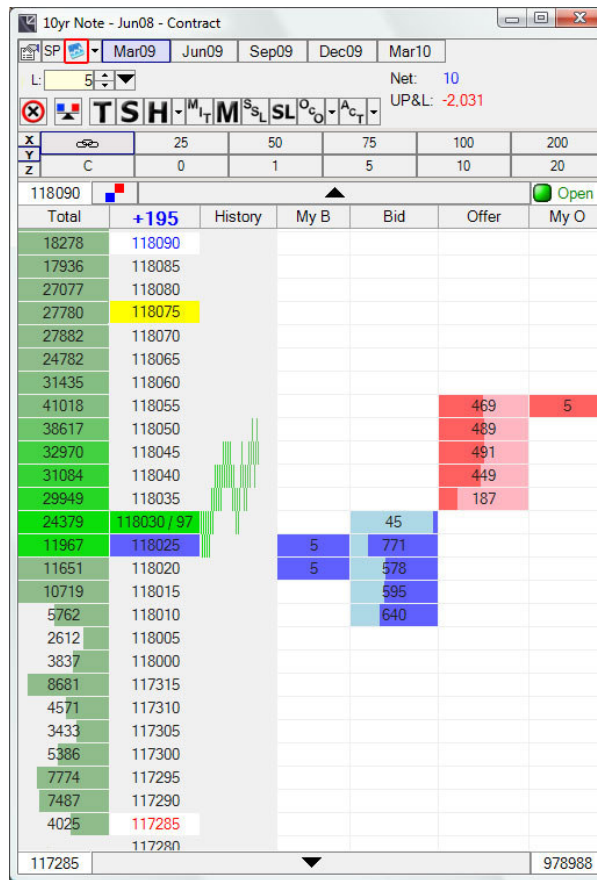 10yr Note - Jun08 - Contract
SP Mar09 Jun09 Sep09 Dec09 Mar10
L: 5 Net: 10
UP&L: -2,031
T S H MIT M SSL SL OCO ACT
X 25 50 75 100 200
Y
Z C 0 1 5 10 20
118090 Open
Total +195 History My B Bid Offer My O
18278 118090
17936 118085
27077 118080
27780 118075
27882 118070
24782 118065
31435 118060
41018 118055 469 5
38617 118050 489
32970 118045 491
31084 118040 449
29949 118035 187
24379 118030 / 97 45
11967 118025 5 771
11651 118020 5 578
10719 118015 595
5762 118010 640
2612 118005
3837 118000
8681 117315
4571 117310
3433 117305
5386 117300
7774 117295
7487 117290
4025 117285
117280
117285 978988